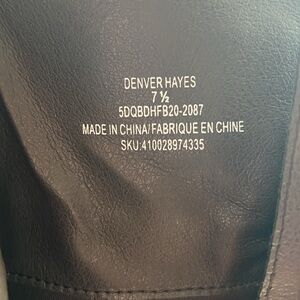 DENVER HAYES
7 ½
5DQBDHFB20-2087
MADE IN CHINA/FABRIQUE EN CHINE
SKU:410028974335